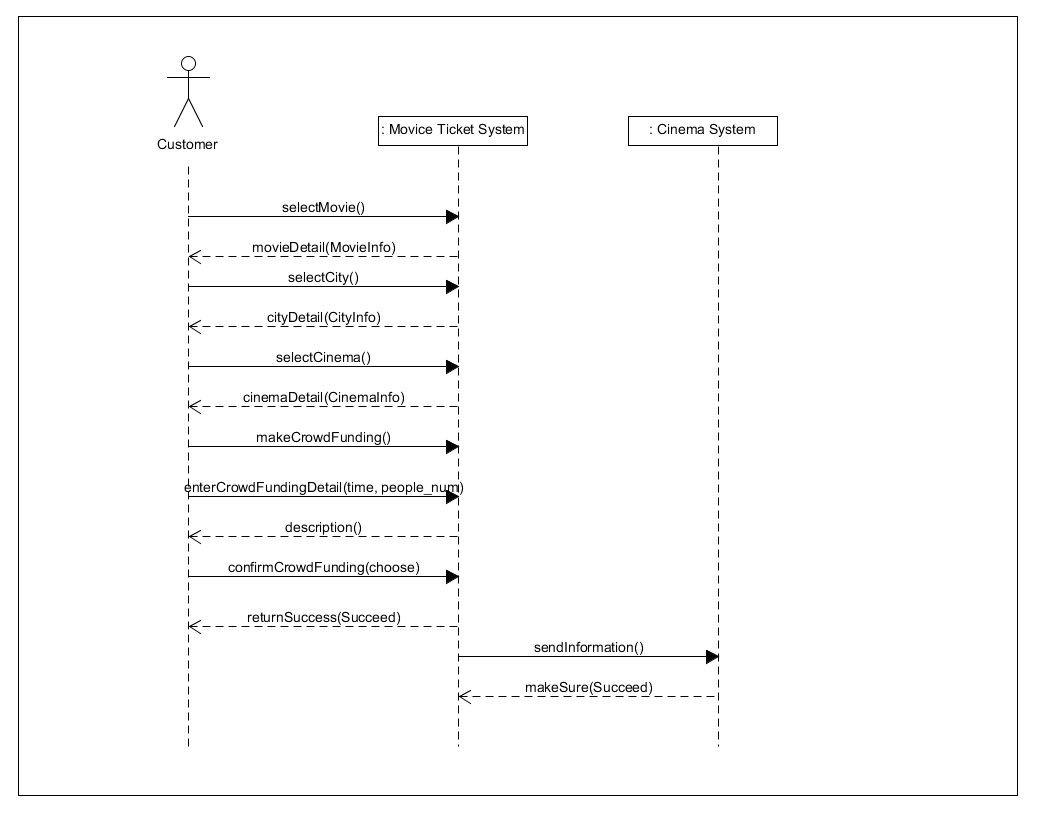 Customer
: Movice Ticket System
: Cinema System
selectMovie()
movieDetail(MovieInfo)
selectCity()
cityDetail(CityInfo)
selectCinema()
cinemaDetail(CinemaInfo)
makeCrowdFunding()
enterCrowdFundingDetail(time, people_num)
description()
confirmCrowdFunding(choose)
returnSuccess(Succeed)
sendInformation()
makeSure(Succeed)